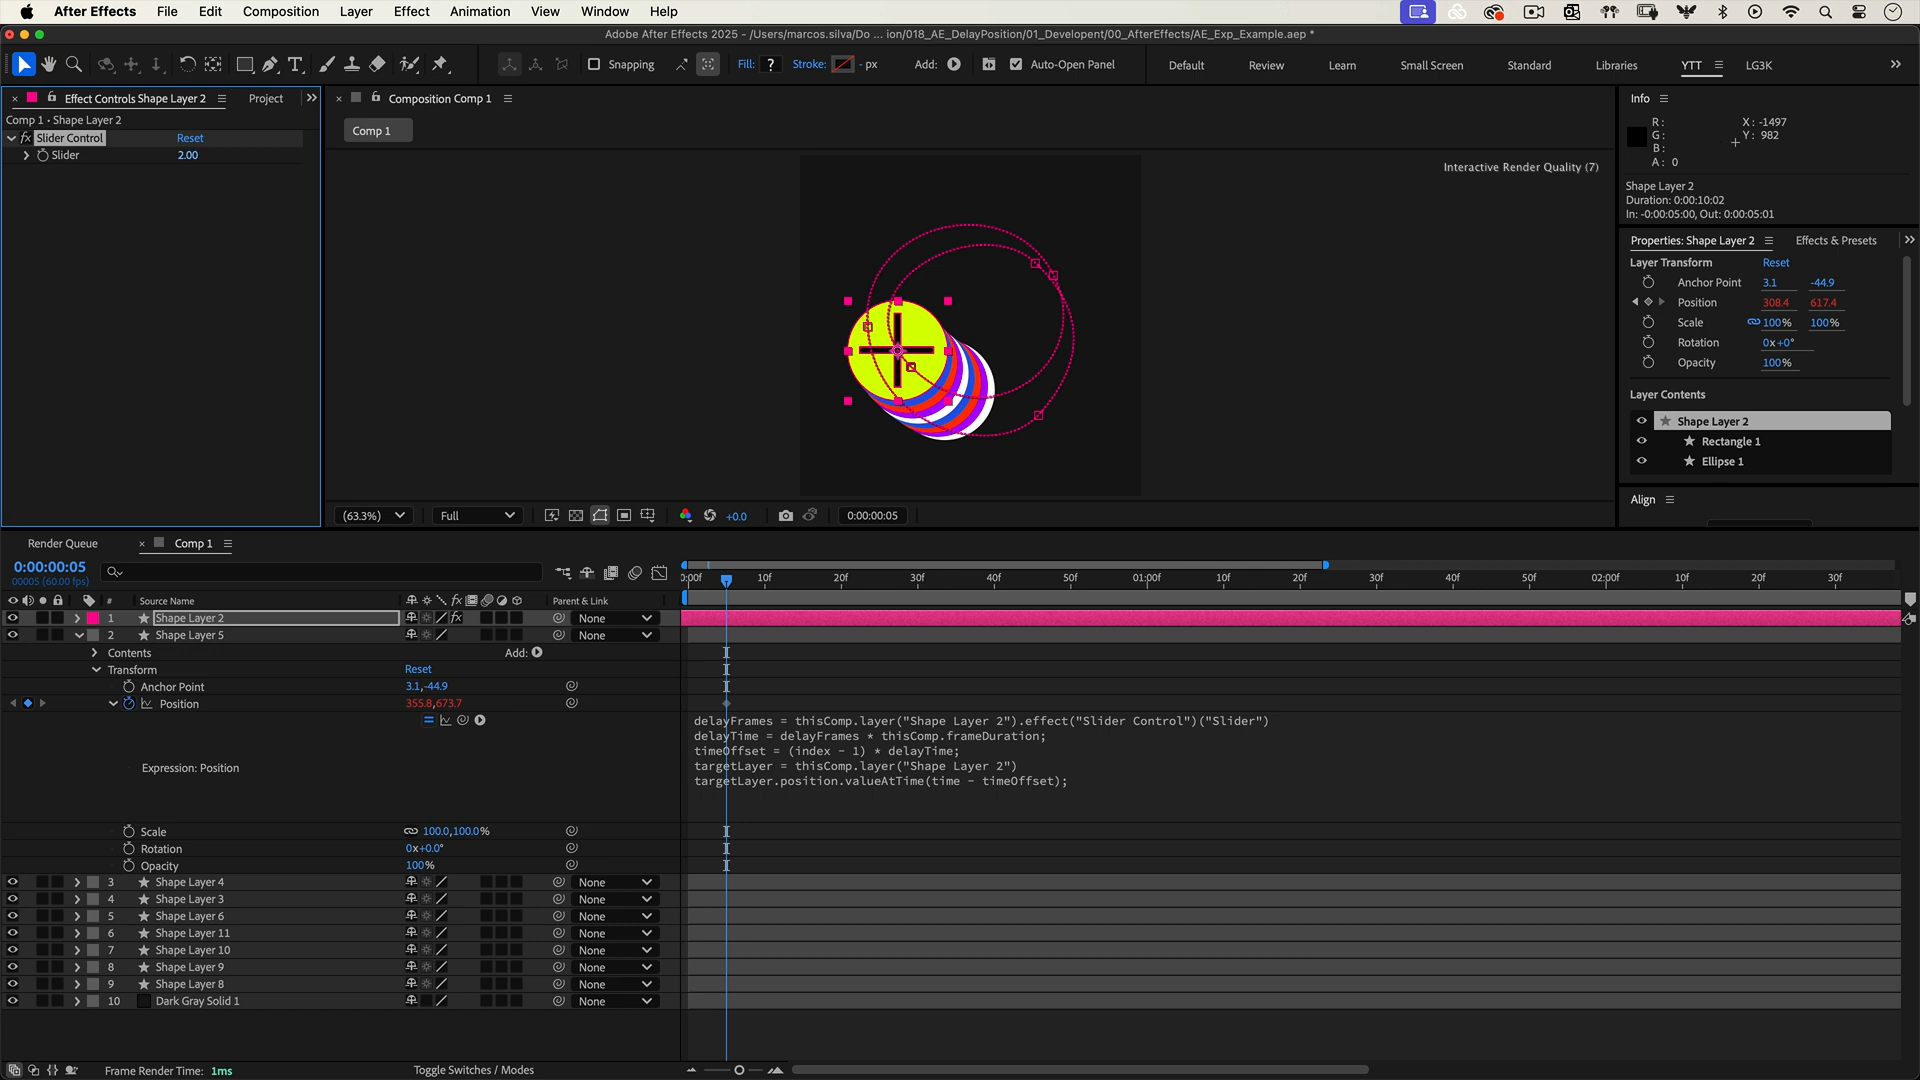 After Effects File Edit Composition Layer Effect Animation View Window Help
Adobe After Effects 2025 - /Users/marcos.silva/Do ... ion/018_AE_DelayPosition/01_Developent/00_AfterEffects/AE_Exp_Example.aep *
Snapping Fill: ? Stroke: - px Add: Auto-Open Panel Default Review Learn Small Screen Standard Libraries YTT LG3K
Effect Controls Shape Layer 2 Project
Comp 1 • Shape Layer 2
fx Slider Control Reset
Slider 2.00
Composition Comp 1
Comp 1
Interactive Render Quality (7)
(63.3%) Full +0.0 0:00:00:05
Info
R: X: -1497
G: Y: 982
B:
A: 0
Shape Layer 2
Duration: 0:00:10:02
In: -0:00:05:00, Out: 0:00:05:01
Properties: Shape Layer 2 Effects & Presets
Layer Transform Reset
Anchor Point 3.1 -44.9
Position 308.4 617.4
Scale 100% 100%
Rotation 0x+0°
Opacity 100%
Layer Contents
Shape Layer 2
Rectangle 1
Ellipse 1
Align
Render Queue Comp 1
0:00:00:05
00005 (60.00 fps)
0:00f 10f 20f 30f 40f 50f 01:00f 10f 20f 30f 40f 50f 02:00f 10f 20f 30f
# Source Name fx Parent & Link
1 Shape Layer 2 fx None
2 Shape Layer 5 None
Contents Add:
Transform Reset
Anchor Point 3.1,-44.9
Position 355.8,673.7
Expression: Position
delayFrames = thisComp.layer("Shape Layer 2").effect("Slider Control")("Slider")
delayTime = delayFrames * thisComp.frameDuration;
timeOffset = (index - 1) * delayTime;
targetLayer = thisComp.layer("Shape Layer 2")
targetLayer.position.valueAtTime(time - timeOffset);
Scale 100.0,100.0%
Rotation 0x+0.0°
Opacity 100%
3 Shape Layer 4 None
4 Shape Layer 3 None
5 Shape Layer 6 None
6 Shape Layer 11 None
7 Shape Layer 10 None
8 Shape Layer 9 None
9 Shape Layer 8 None
10 Dark Gray Solid 1 None
Frame Render Time: 1ms Toggle Switches / Modes